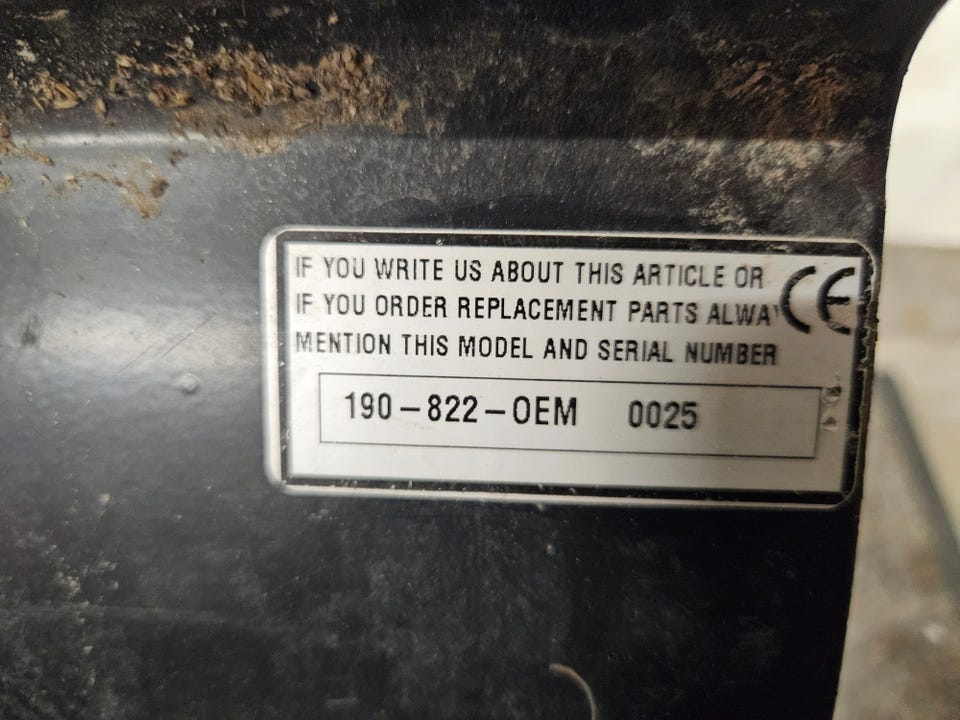 IF YOU WRITE US ABOUT THIS ARTICLE OR
IF YOU ORDER REPLACEMENT PARTS ALWAY
MENTION THIS MODEL AND SERIAL NUMBER
CE
190-822-OEM 0025